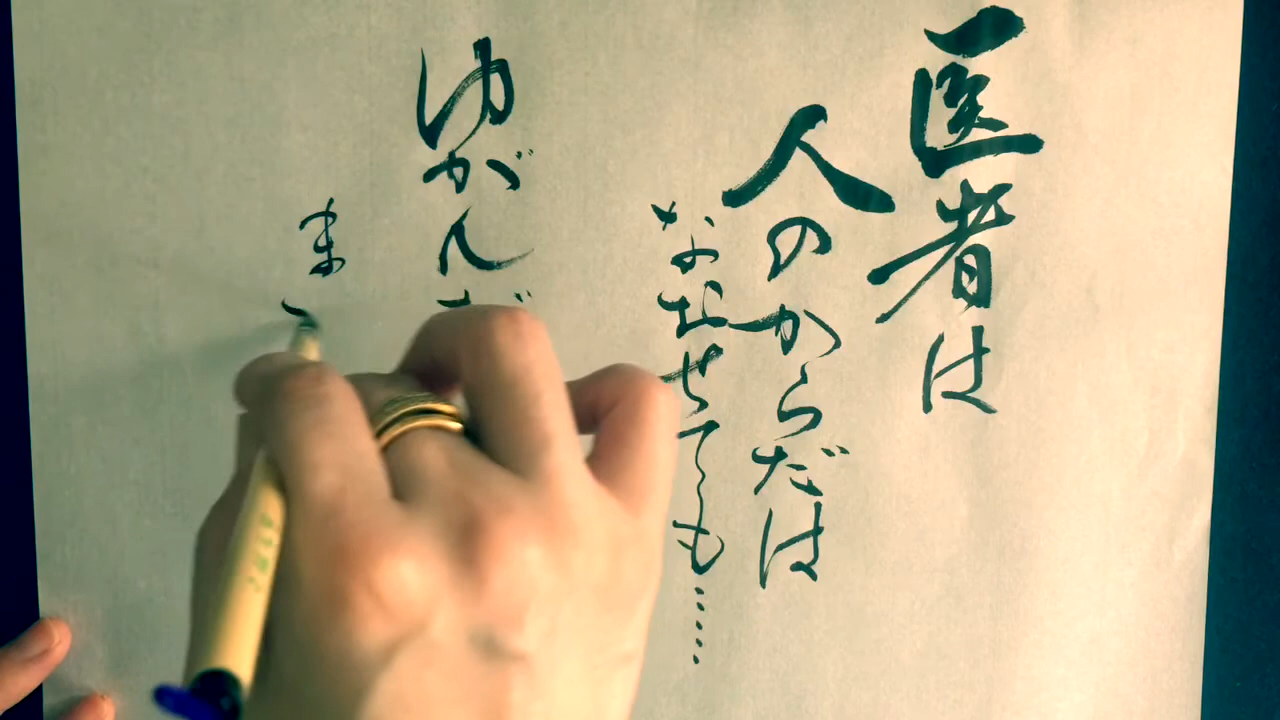 医者は
人のからだは
なおせても……
ゆがんだ
ま